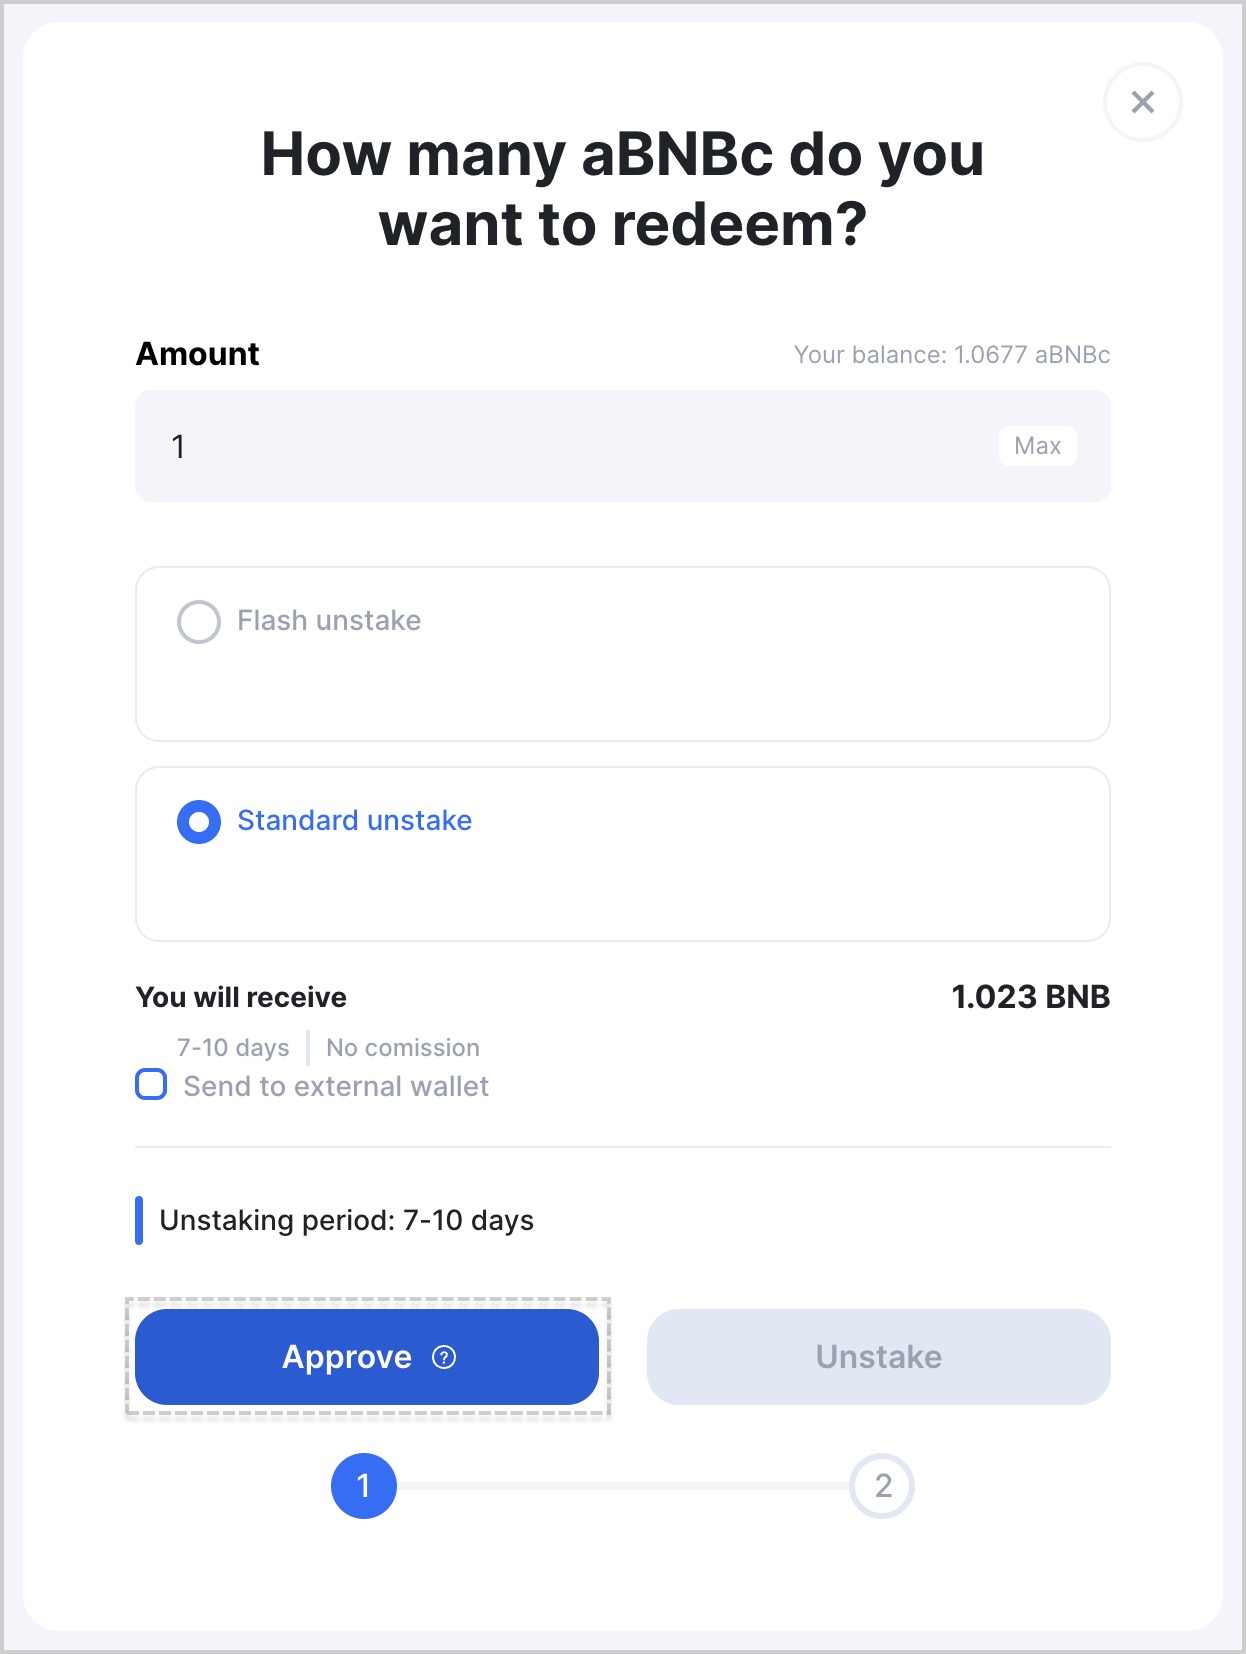 How many aBNBc do you
want to redeem?
Amount
Your balance: 1.0677 aBNBc
1
Max
Flash unstake
Standard unstake
You will receive
1.023 BNB
7-10 days
No comission
Send to external wallet
Unstaking period: 7-10 days
Approve ?
Unstake
1
2